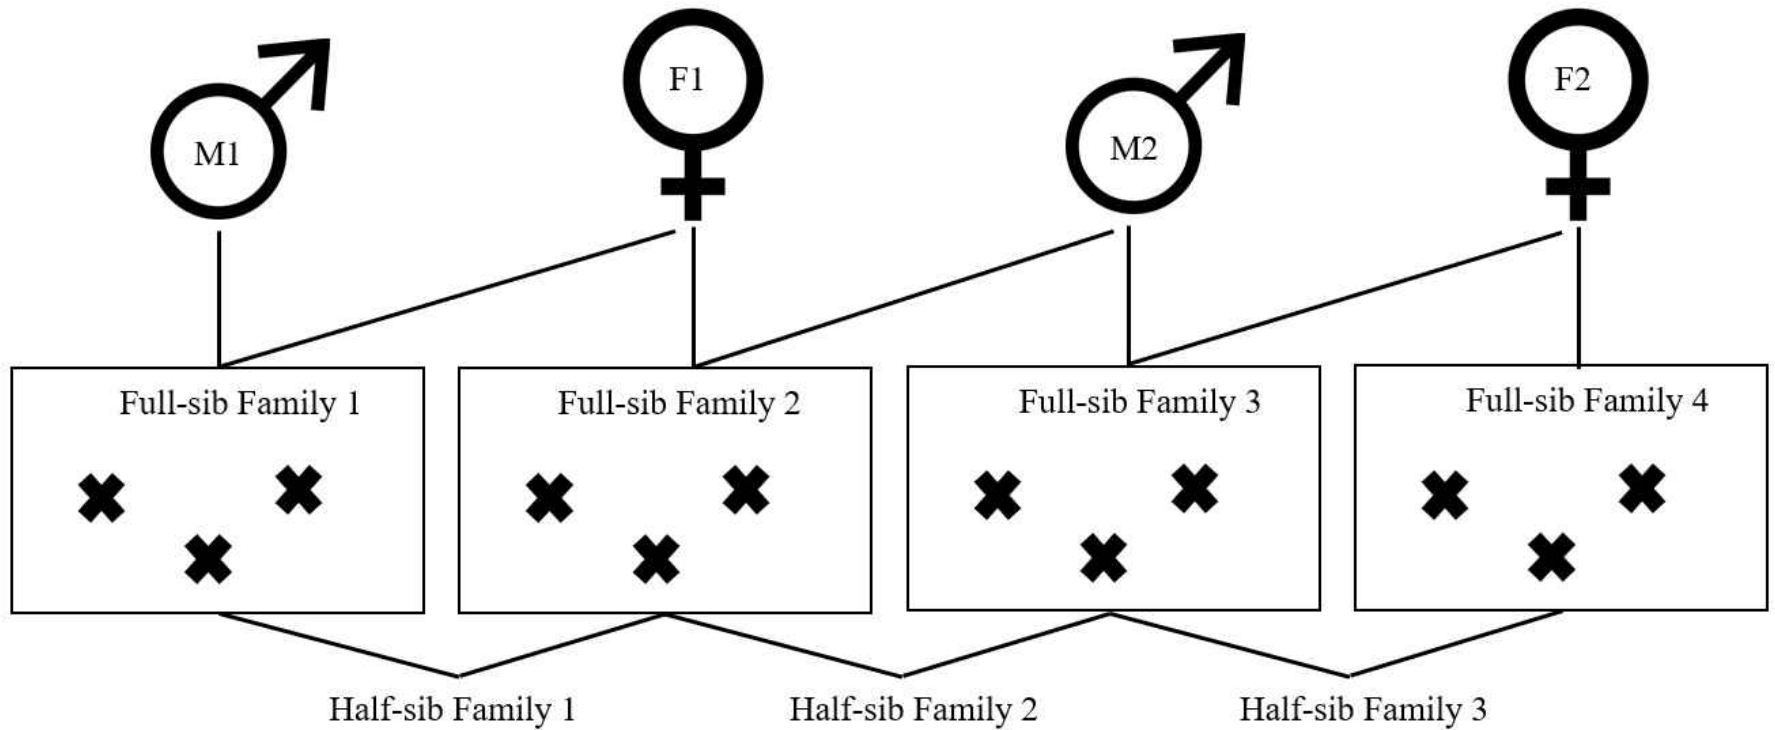 M1
F1
M2
F2
Full-sib Family 1
Full-sib Family 2
Full-sib Family 3
Full-sib Family 4
Half-sib Family 1
Half-sib Family 2
Half-sib Family 3